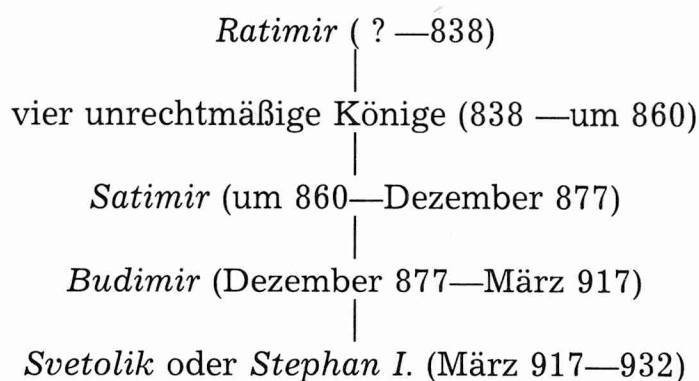 Ratimir ( ? —838)
vier unrechtmäßige Könige (838 —um 860)
Satimir (um 860—Dezember 877)
Budimir (Dezember 877—März 917)
Svetolik oder Stephan I. (März 917—932)